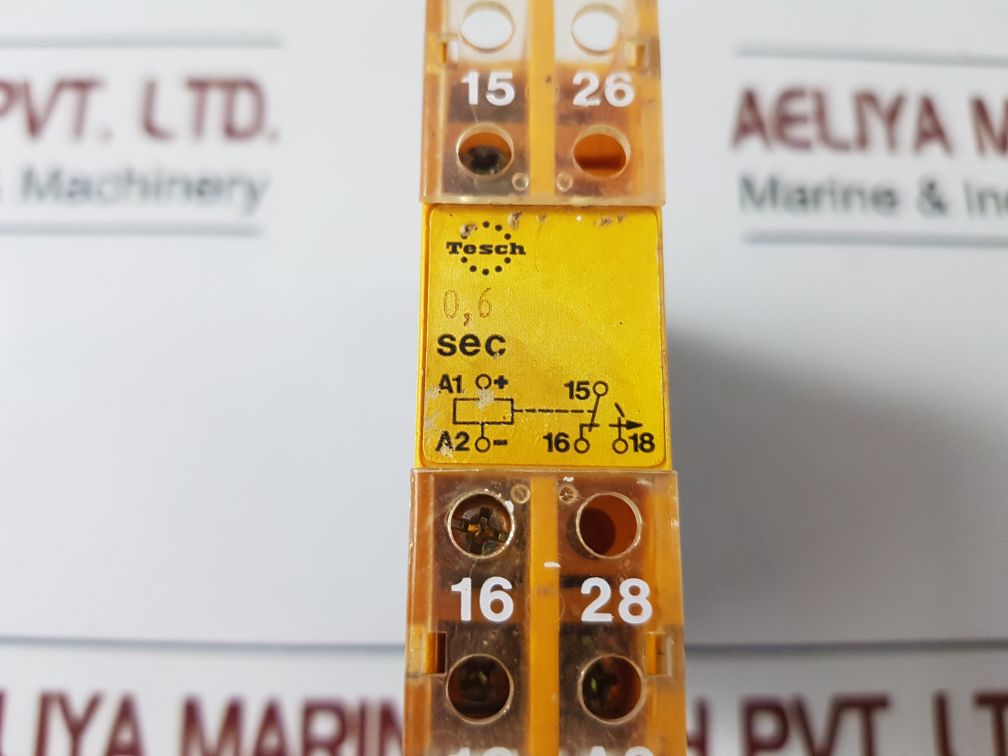 15 26
PVT. LTD.
& Machinery
AELIYA M
Marine & In
Tesch
0,6
sec
A1 +
15
A2 - 16 18
16 28
LIYA MARIN H PVT. LT